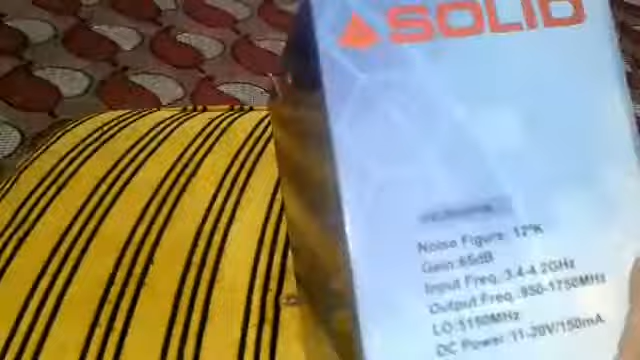 SOLID
Noise Figure: 17°K
Gain:65dB
Input Freq. 3.4-4.2GHz
Output Freq. 950-1750MHz
LO:5150MHz
DC Power: 11-20V/150mA